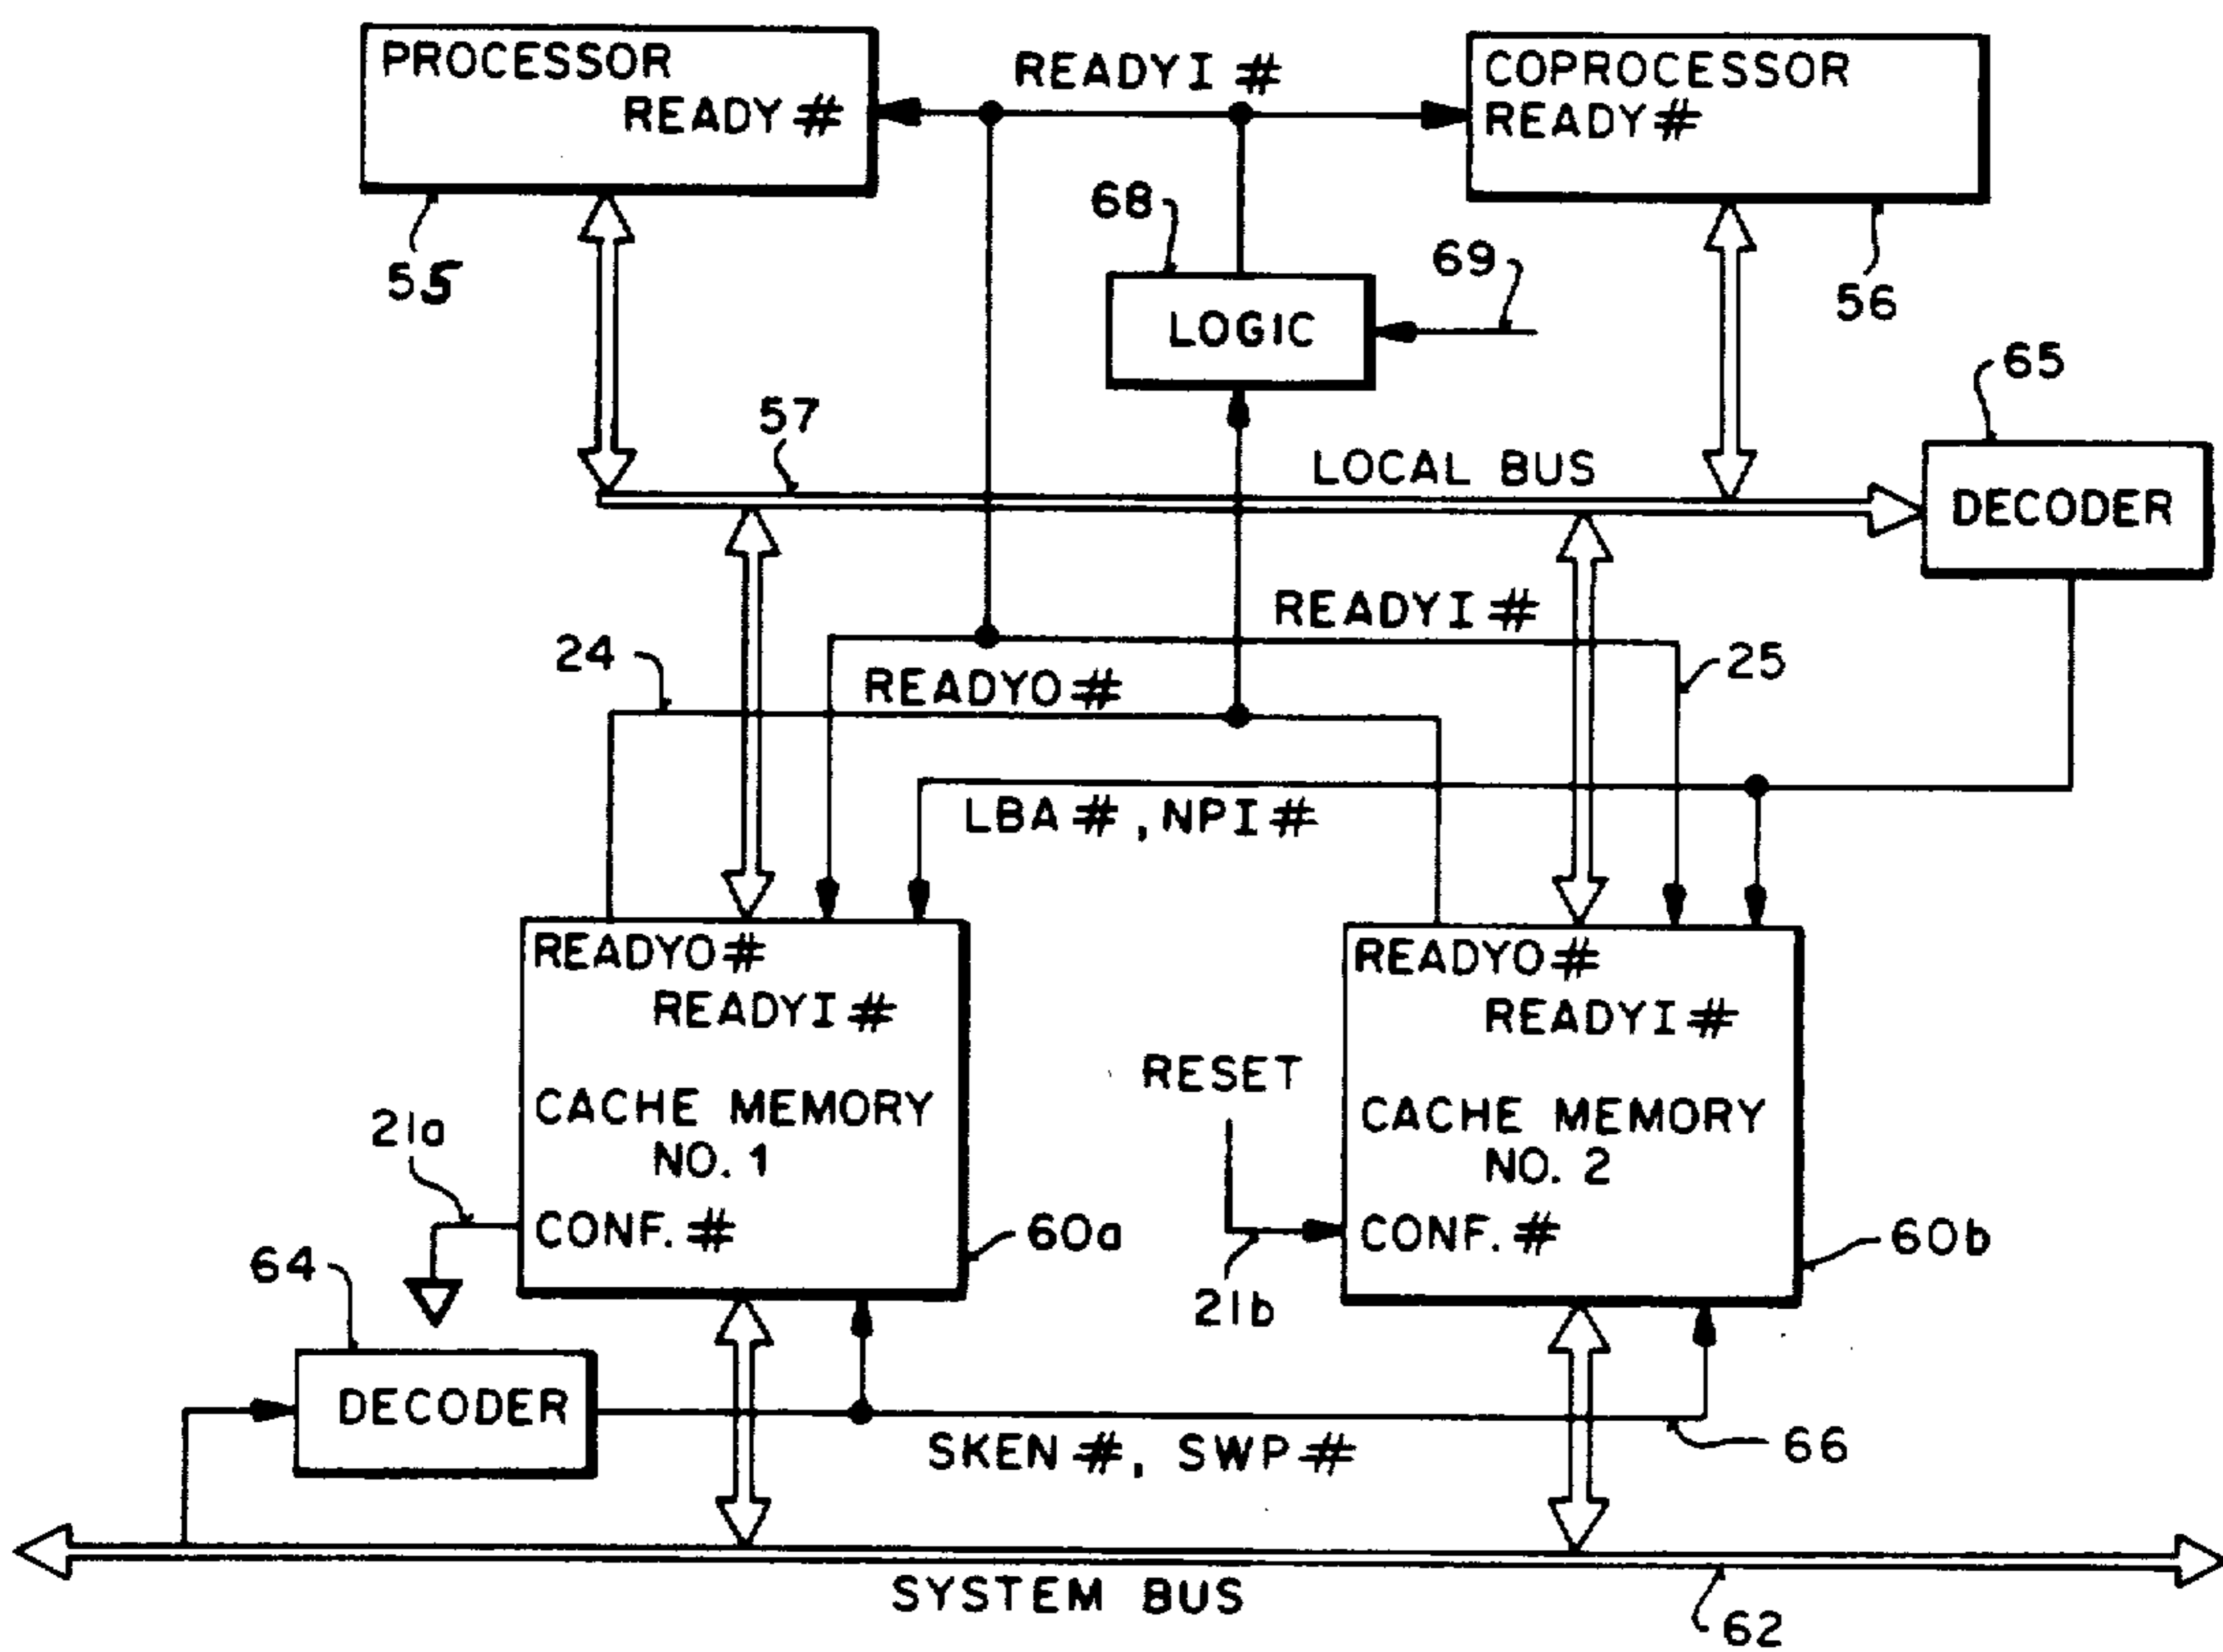 PROCESSOR
READY #
READYI #
COPROCESSOR
READY #
68
69
55
56
LOGIC
65
57
LOCAL BUS
DECODER
READYI #
24
25
READYO #
LBA #, NPI #
READYO #
READYI #
CACHE MEMORY
NO. 1
CONF. #
READYO #
READYI #
CACHE MEMORY
NO. 2
CONF. #
RESET
21a
60a
60b
64
21b
DECODER
SKEN #, SWP #
66
SYSTEM BUS
62